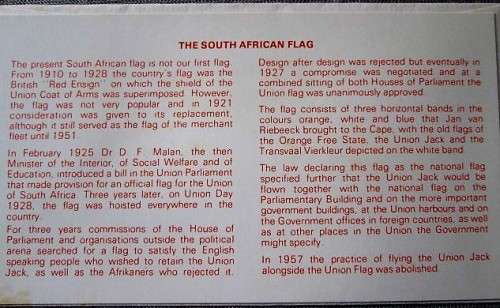 THE SOUTH AFRICAN FLAG
The present South African flag is not our first flag.
From 1910 to 1928 the country's flag was the
British "Red Ensign" on which the shield of the
Union Coat of Arms was superimposed. However,
the flag was not very popular and in 1921
consideration was given to its replacement,
although it still served as the flag of the merchant
fleet until 1951.
In February 1925 Dr D. F. Malan, the then
Minister of the Interior, of Social Welfare and of
Education, introduced a bill in the Union Parliament
that made provision for an official flag for the Union
of South Africa. Three years later, on Union Day
1928, the flag was hoisted everywhere in the
country.
For three years commissions of the House of
Parliament and organisations outside the political
arena searched for a flag to satisfy the English
speaking people who wished to retain the Union
Jack, as well as the Afrikaners who rejected it.
Design after design was rejected but eventually in
1927 a compromise was negotiated and at a
combined sitting of both Houses of Parliament the
Union flag was unanimously approved.
The flag consists of three horizontal bands in the
colours orange, white and blue that Jan van
Riebeeck brought to the Cape, with the old flags of
the Orange Free State, the Union Jack and the
Transvaal Vierkleur depicted on the white band.
The law declaring this flag as the national flag
specified further that the Union Jack would be
flown together with the national flag on the
Parliamentary Building and on the more important
government buildings, at the Union harbours and on
the Government offices in foreign countries, as well
as at other places in the Union the Government
might specify.
In 1957 the practice of flying the Union Jack
alongside the Union Flag was abolished.